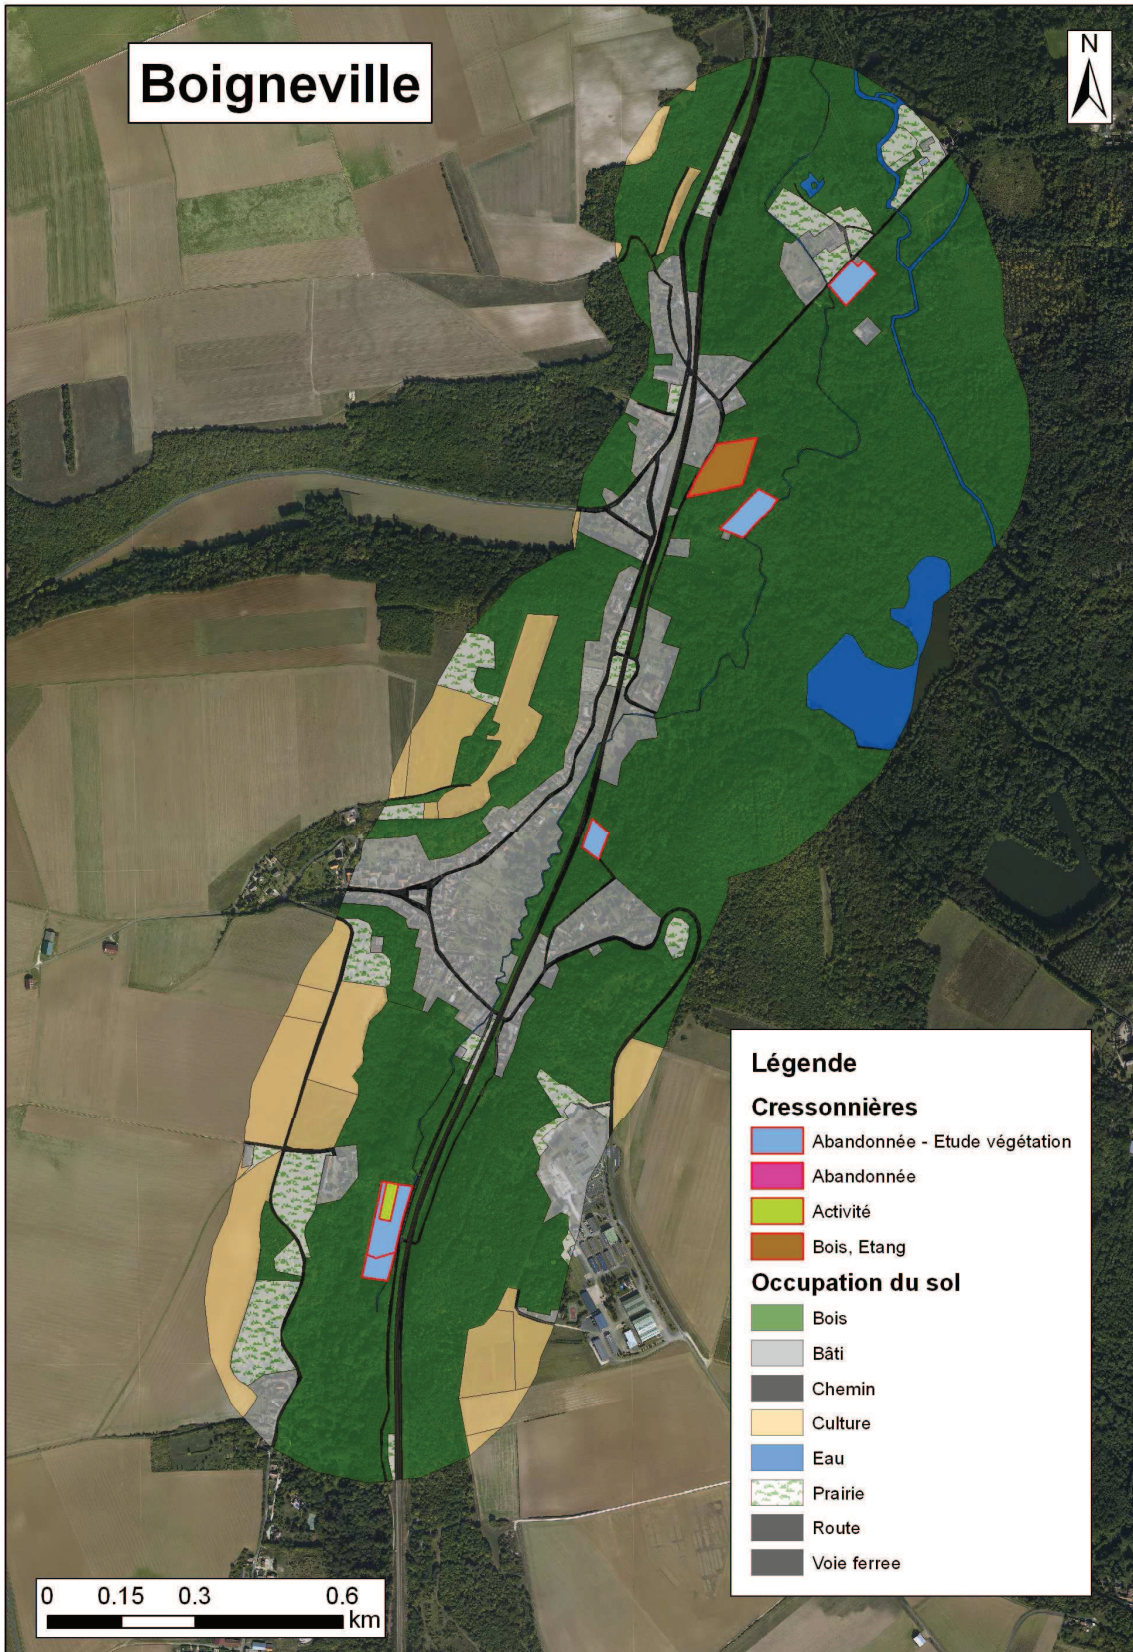 Boigneville
N
Légende
Cressonnières
Abandonnée - Etude végétation
Abandonnée
Activité
Bois, Etang
Occupation du sol
Bois
Bâti
Chemin
Culture
Eau
Prairie
Route
Voie ferree
0 0.15 0.3 0.6
km